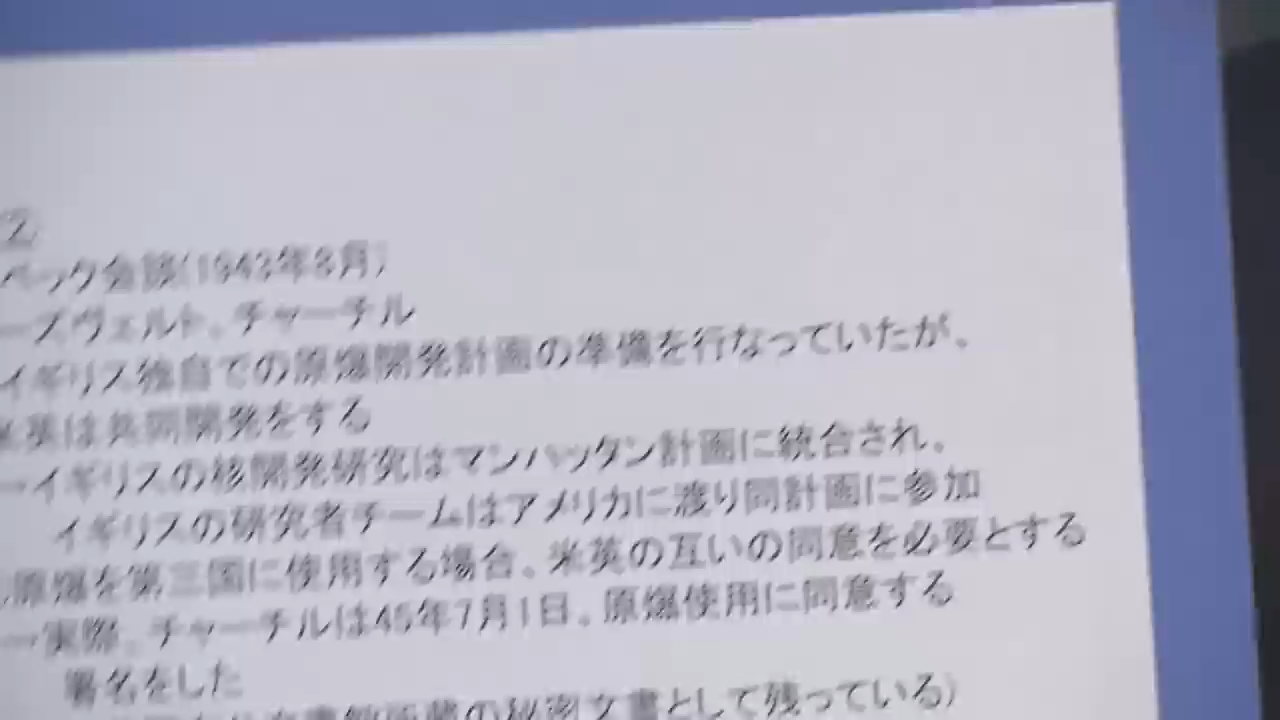 ②
ベック会談(1943年8月)
ーズヴェルト、チャーチル
イギリス独自での原爆開発計画の準備を行なっていたが、
米英は共同開発をする
ーイギリスの核開発研究はマンハッタン計画に統合され、
イギリスの研究者チームはアメリカに渡り同計画に参加
原爆を第三国に使用する場合、米英の互いの同意を必要とする
ー実際、チャーチルは45年7月1日、原爆使用に同意する
署名をした
の秘密文書として残っている)